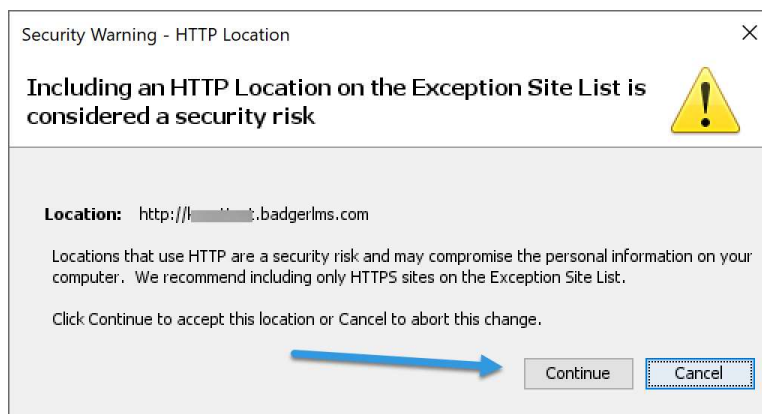 Security Warning - HTTP Location
Including an HTTP Location on the Exception Site List is
considered a security risk
Location: http:// .badgerlms.com
Locations that use HTTP are a security risk and may compromise the personal information on your
computer. We recommend including only HTTPS sites on the Exception Site List.
Click Continue to accept this location or Cancel to abort this change.
Continue Cancel